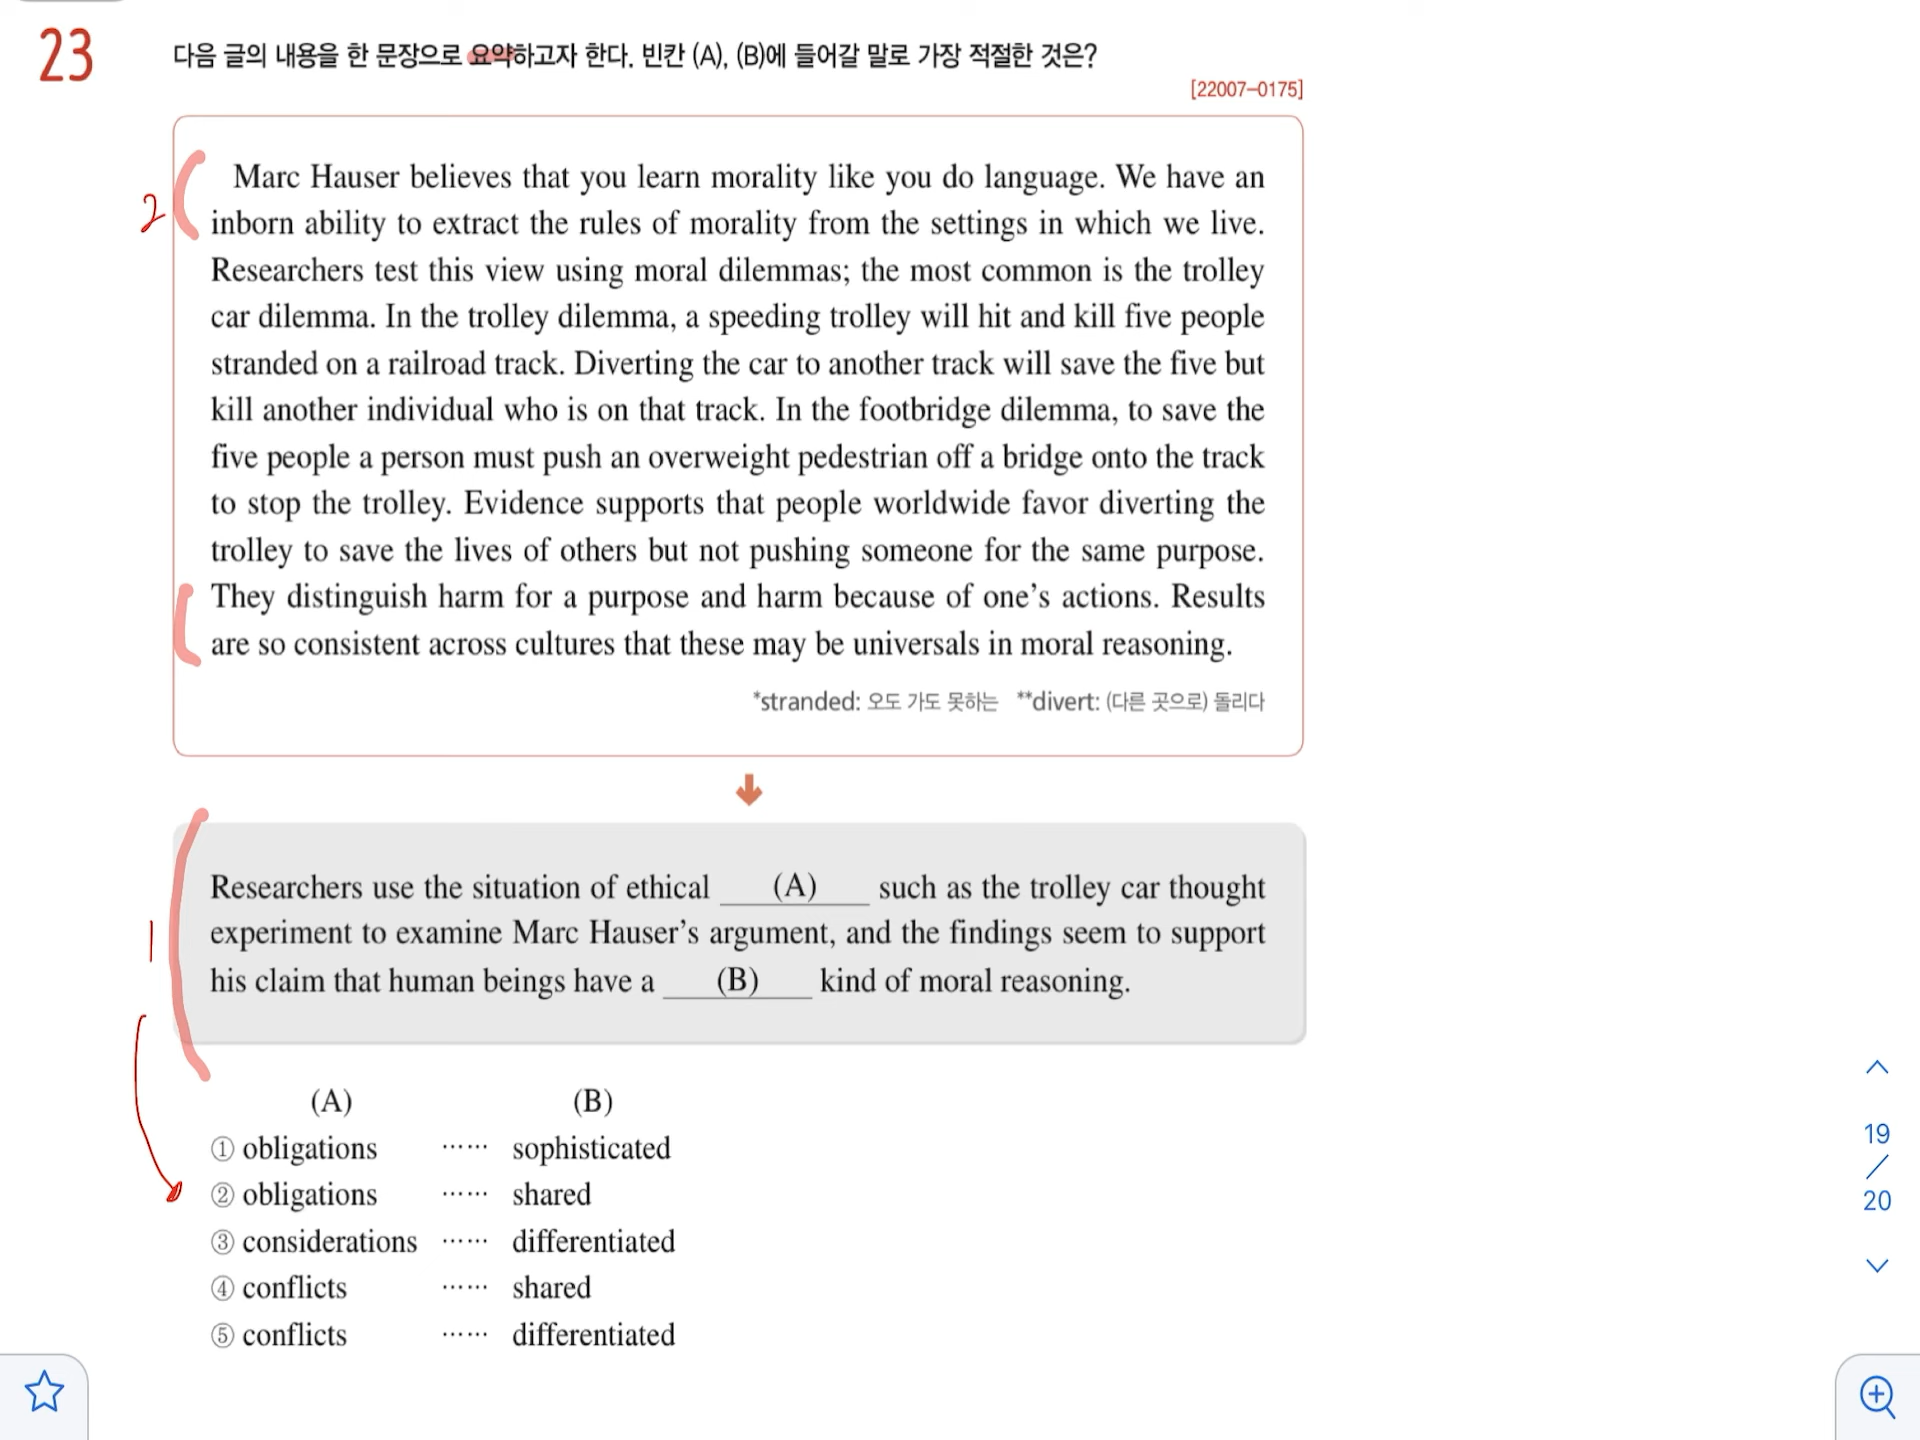 23
다음 글의 내용을 한 문장으로 요약하고자 한다. 빈칸 (A), (B)에 들어갈 말로 가장 적절한 것은?
[22007-0175]
2
Marc Hauser believes that you learn morality like you do language. We have an
inborn ability to extract the rules of morality from the settings in which we live.
Researchers test this view using moral dilemmas; the most common is the trolley
car dilemma. In the trolley dilemma, a speeding trolley will hit and kill five people
stranded on a railroad track. Diverting the car to another track will save the five but
kill another individual who is on that track. In the footbridge dilemma, to save the
five people a person must push an overweight pedestrian off a bridge onto the track
to stop the trolley. Evidence supports that people worldwide favor diverting the
trolley to save the lives of others but not pushing someone for the same purpose.
They distinguish harm for a purpose and harm because of one's actions. Results
are so consistent across cultures that these may be universals in moral reasoning.
*stranded: 오도 가도 못하는 **divert: (다른 곳으로) 돌리다
Researchers use the situation of ethical (A) such as the trolley car thought
1
experiment to examine Marc Hauser's argument, and the findings seem to support
his claim that human beings have a (B) kind of moral reasoning.
(A) (B)
① obligations ······ sophisticated
② obligations ······ shared
③ considerations ······ differentiated
④ conflicts ······ shared
⑤ conflicts ······ differentiated
19
/
20